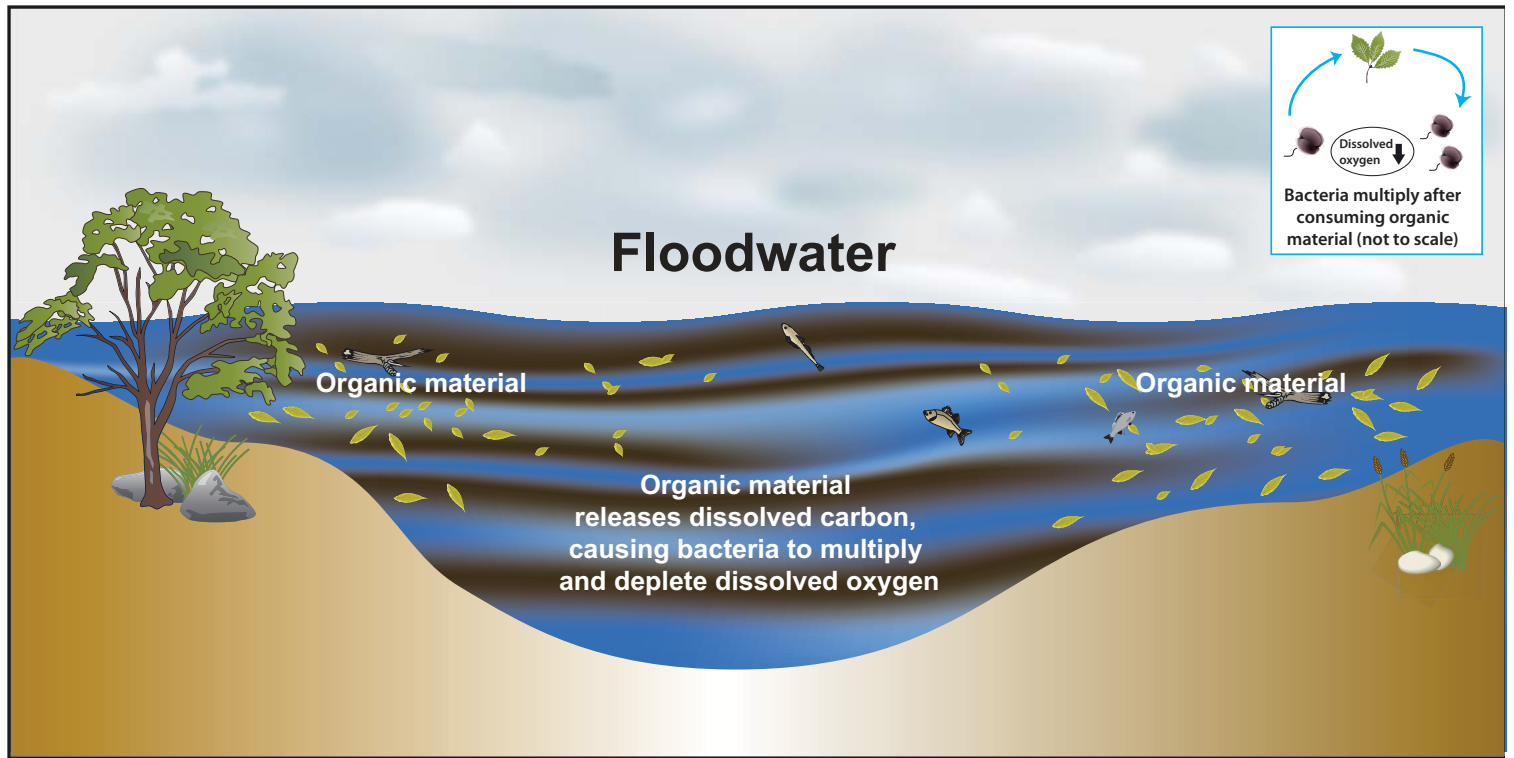 Dissolved
oxygen
Bacteria multiply after
consuming organic
material (not to scale)
Floodwater
Organic material
Organic material
Organic material
releases dissolved carbon,
causing bacteria to multiply
and deplete dissolved oxygen